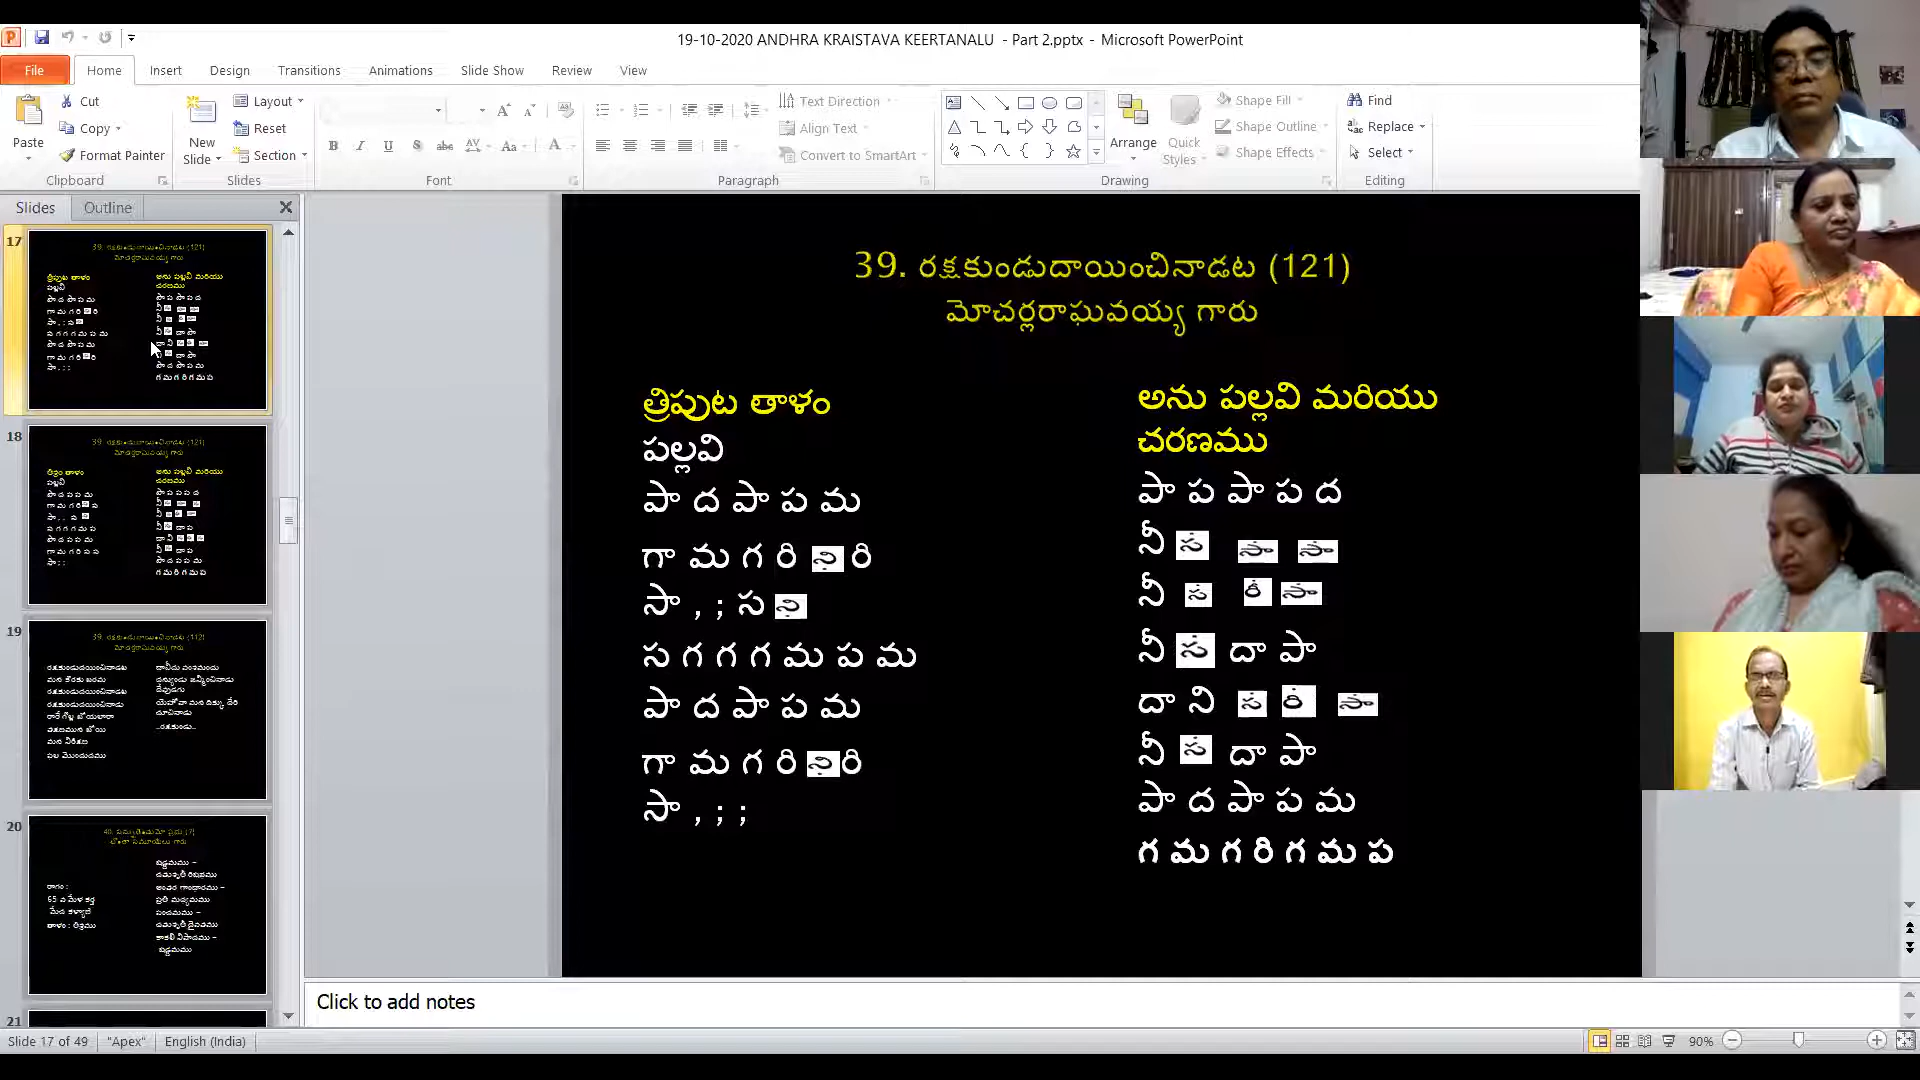 19-10-2020 ANDHRA KRAISTAVA KEERTANALU - Part 2.pptx - Microsoft PowerPoint
File Home Insert Design Transitions Animations Slide Show Review View
Cut
Copy
Format Painter
Paste
Clipboard
New Slide
Layout
Reset
Section
Slides
Font
Text Direction
Align Text
Convert to SmartArt
Paragraph
Arrange
Quick Styles
Shape Fill
Shape Outline
Shape Effects
Drawing
Find
Replace
Select
Editing
Slides Outline
17
18
19
20
21
39. రక్షకుండుదాయించినాడట (121)
మోచర్లరాఘవయ్య గారు
త్రిపుట తాళం
పల్లవి
పా ద పా ప మ
గా మ గ రి ని రి
సా , ; స ని
స గ గ గ మ ప మ
పా ద పా ప మ
గా మ గ రి ని రి
సా , ; ;
అను పల్లవి మరియు
చరణము
పా ప పా ప ద
నీ స సా సా
నీ స రీ సా
నీ స దా పా
దా ని స రి సా
నీ స దా పా
పా ద పా ప మ
గ మ గ రి గ మ ప
Click to add notes
Slide 17 of 49 "Apex" English (India) 90%